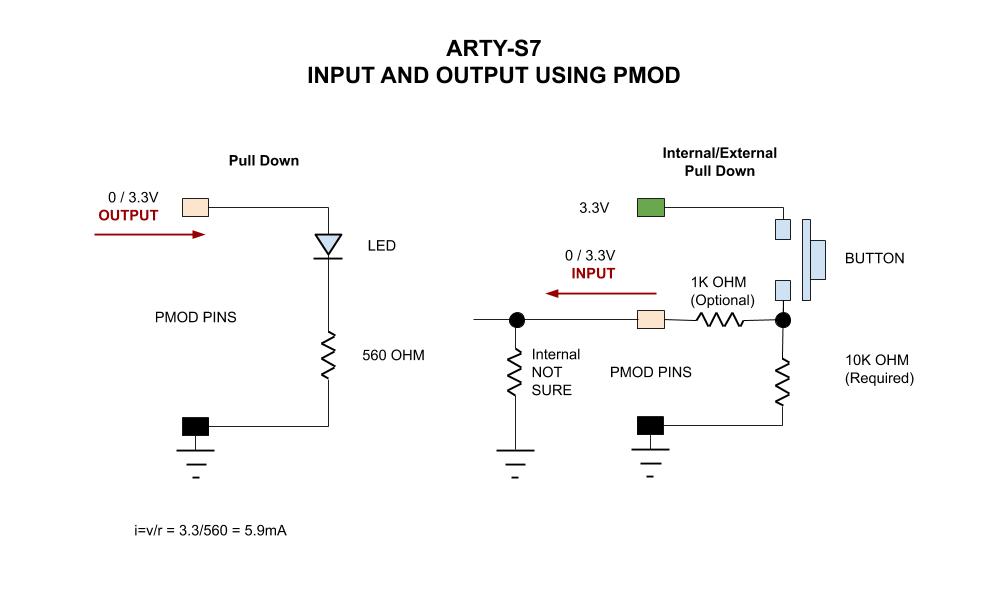 ARTY-S7
INPUT AND OUTPUT USING PMOD
Pull Down
0 / 3.3V
OUTPUT
LED
PMOD PINS
560 OHM
i=v/r = 3.3/560 = 5.9mA
Internal/External
Pull Down
3.3V
0 / 3.3V
INPUT
BUTTON
1K OHM
(Optional)
Internal
NOT
SURE
PMOD PINS
10K OHM
(Required)